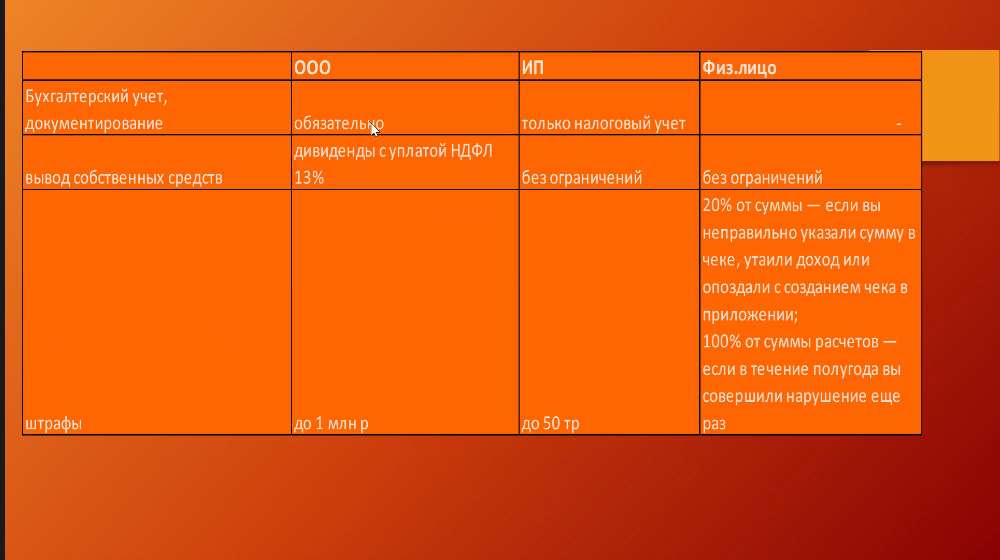 ООО ИП Физ.лицо
Бухгалтерский учет,
документирование обязательно только налоговый учет -
дивиденды с уплатой НДФЛ
вывод собственных средств 13% без ограничений без ограничений
20% от суммы — если вы
неправильно указали сумму в
чеке, утаили доход или
опоздали с созданием чека в
приложении;
100% от суммы расчетов —
если в течение полугода вы
совершили нарушение еще
штрафы до 1 млн р до 50 тр раз